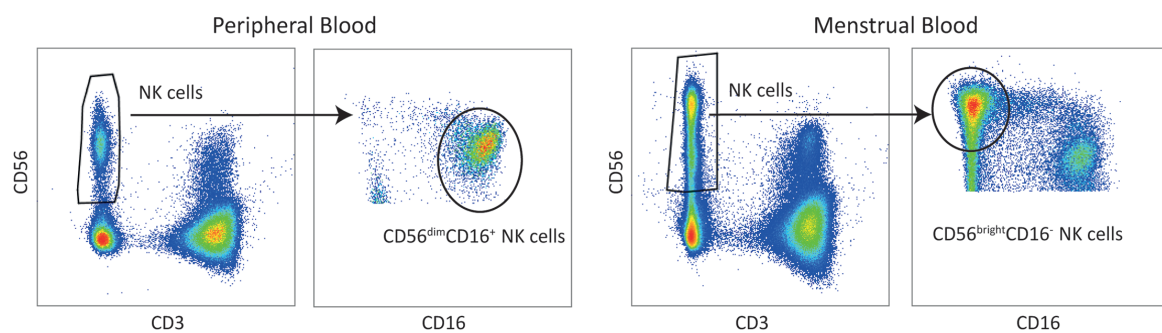 Peripheral Blood
Menstrual Blood
CD56
NK cells
CD56ᵈⁱᵐCD16⁺ NK cells
CD3
CD16
CD56
NK cells
CD56ᵇʳⁱᵍʰᵗCD16⁻ NK cells
CD3
CD16